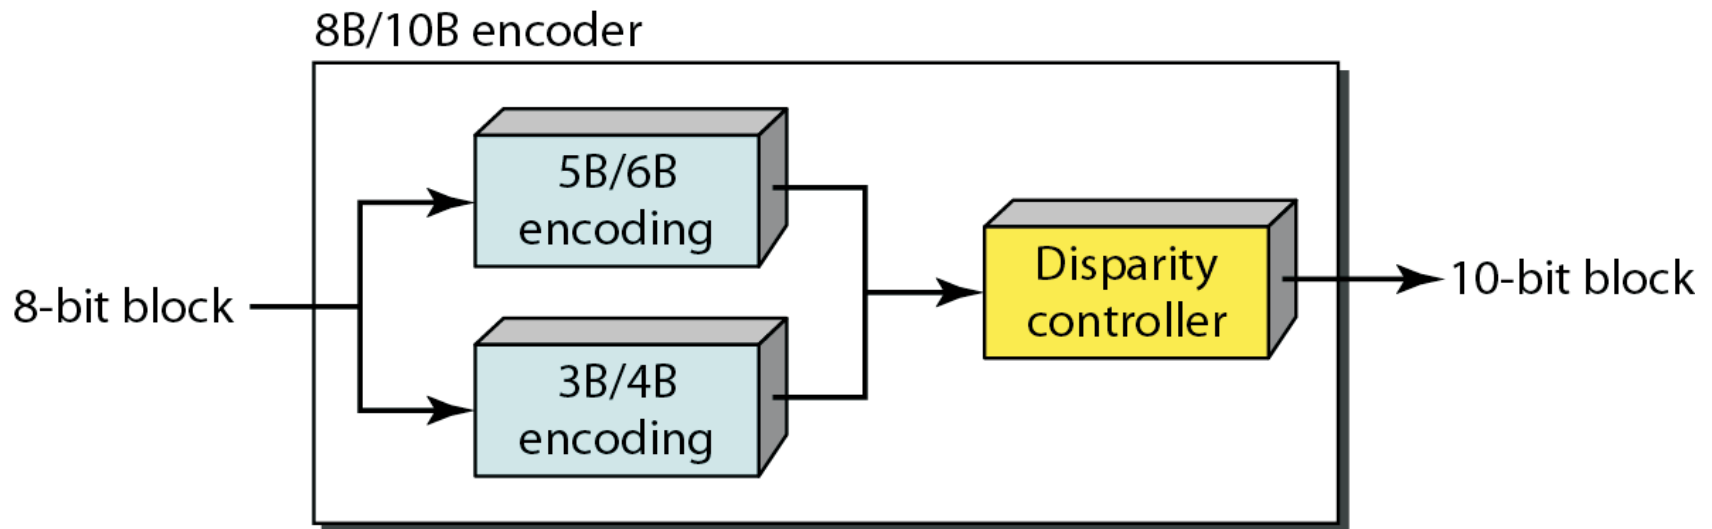 8B/10B encoder
5B/6B
encoding
Disparity
controller
8-bit block
10-bit block
3B/4B
encoding